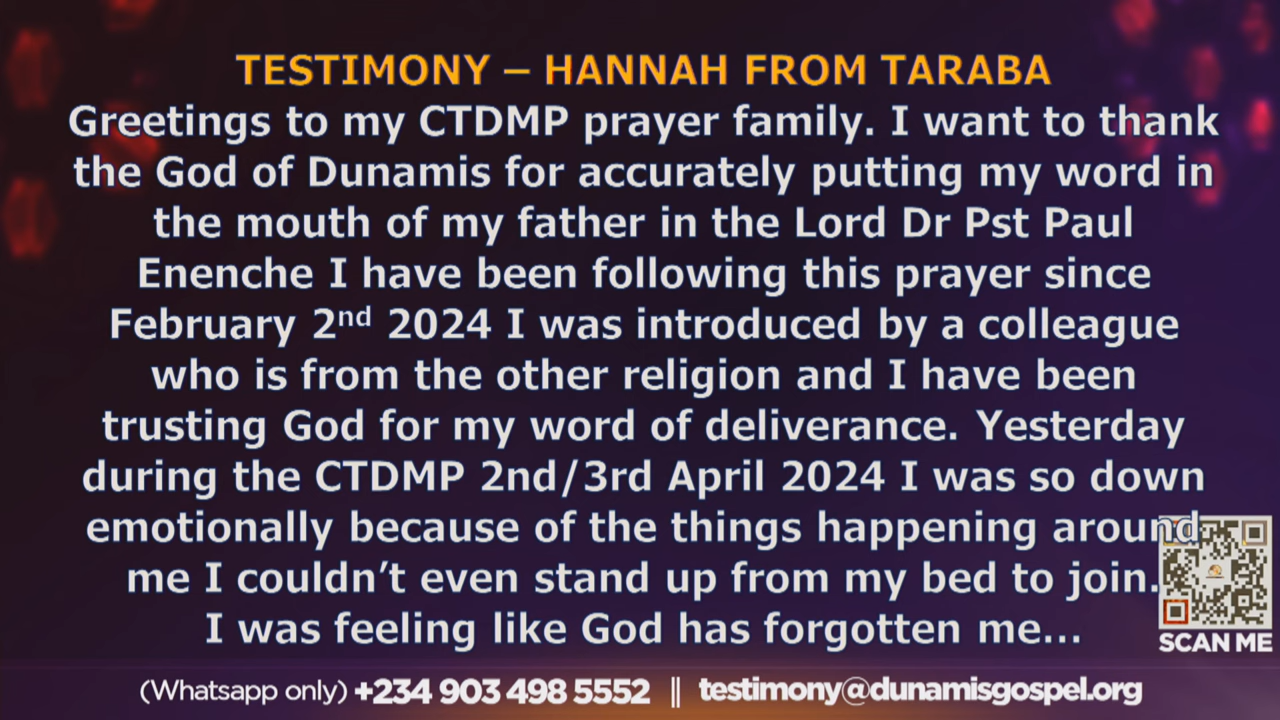 TESTIMONY – HANNAH FROM TARABA
Greetings to my CTDMP prayer family. I want to thank
the God of Dunamis for accurately putting my word in
the mouth of my father in the Lord Dr Pst Paul
Enenche I have been following this prayer since
February 2nd 2024 I was introduced by a colleague
who is from the other religion and I have been
trusting God for my word of deliverance. Yesterday
during the CTDMP 2nd/3rd April 2024 I was so down
emotionally because of the things happening around
me I couldn’t even stand up from my bed to join.
I was feeling like God has forgotten me...
SCAN ME
(Whatsapp only) +234 903 498 5552 || testimony@dunamisgospel.org